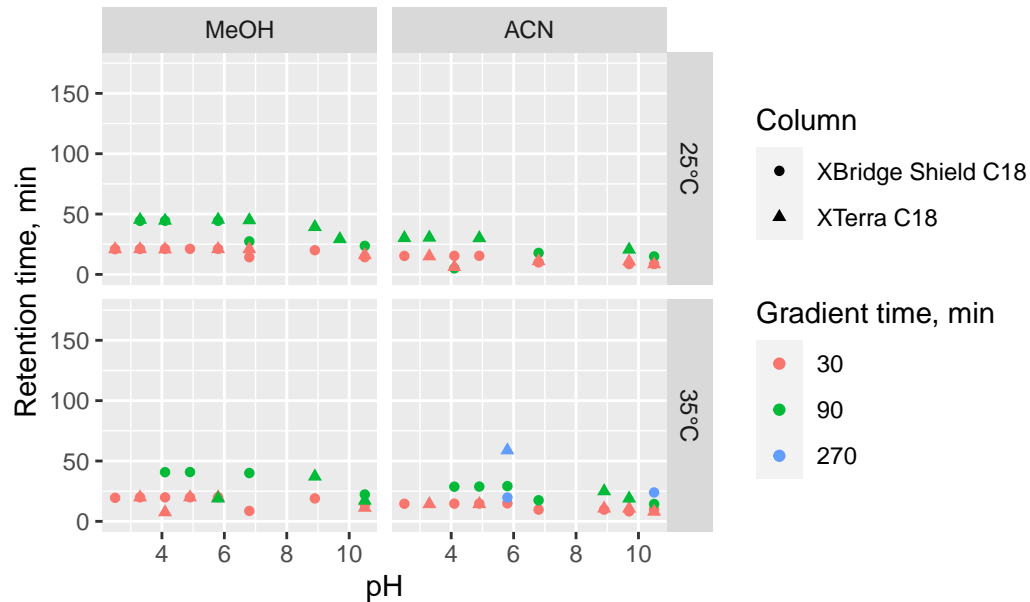 MeOH ACN
150
100
50
0
25°C
150
100
50
0
35°C
4 6 8 10 4 6 8 10
pH
Retention time, min
Column
XBridge Shield C18
XTerra C18
Gradient time, min
30
90
270